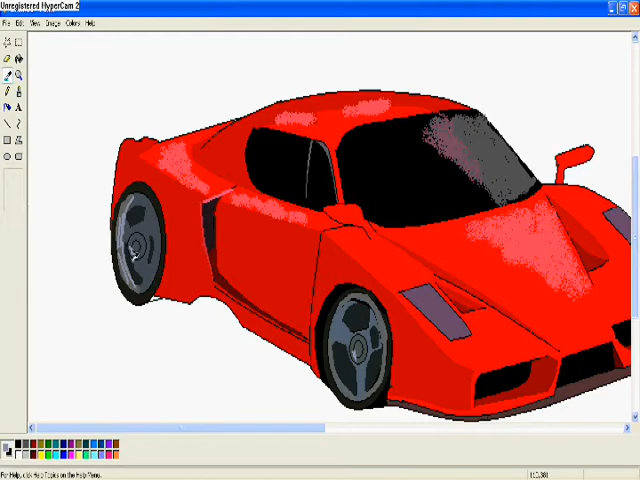 Unregistered HyperCam 2
File Edit View Image Colors Help
A
For Help, click Help Topics on the Help Menu.